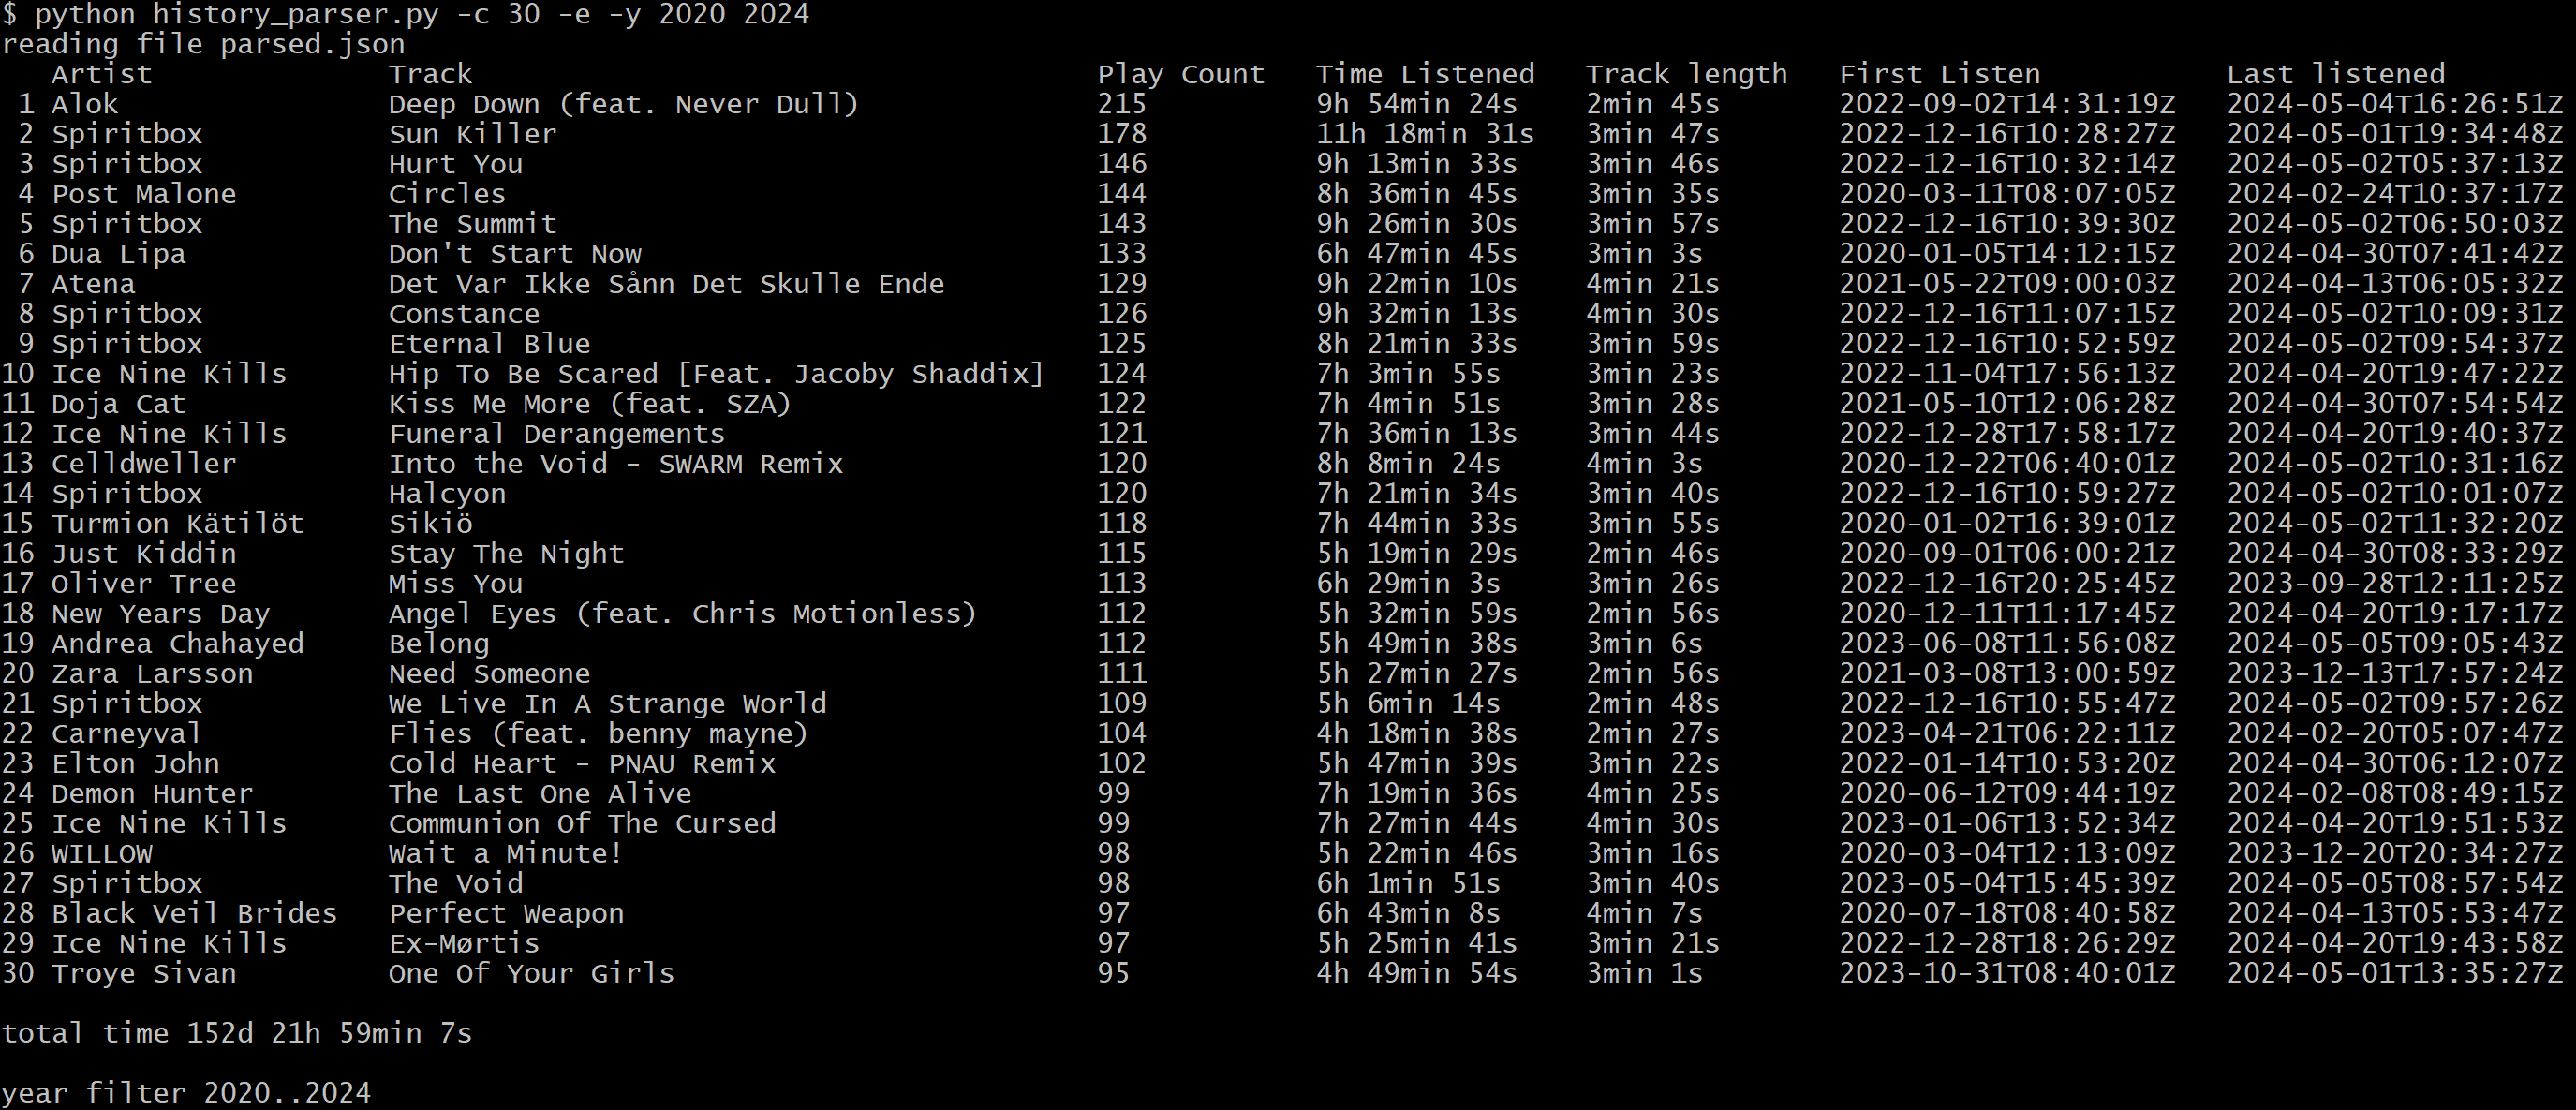 $ python history_parser.py -c 30 -e -y 2020 2024
reading file parsed.json
   Artist              Track                                     Play Count   Time Listened   Track length   First Listen           Last listened
 1 Alok                Deep Down (feat. Never Dull)              215          9h 54min 24s    2min 45s       2022-09-02T14:31:19Z   2024-05-04T16:26:51Z
 2 Spiritbox           Sun Killer                                178          11h 18min 31s   3min 47s       2022-12-16T10:28:27Z   2024-05-01T19:34:48Z
 3 Spiritbox           Hurt You                                  146          9h 13min 33s    3min 46s       2022-12-16T10:32:14Z   2024-05-02T05:37:13Z
 4 Post Malone         Circles                                   144          8h 36min 45s    3min 35s       2020-03-11T08:07:05Z   2024-02-24T10:37:17Z
 5 Spiritbox           The Summit                                143          9h 26min 30s    3min 57s       2022-12-16T10:39:30Z   2024-05-02T06:50:03Z
 6 Dua Lipa            Don't Start Now                           133          6h 47min 45s    3min 3s        2020-01-05T14:12:15Z   2024-04-30T07:41:42Z
 7 Atena               Det Var Ikke Sånn Det Skulle Ende         129          9h 22min 10s    4min 21s       2021-05-22T09:00:03Z   2024-04-13T06:05:32Z
 8 Spiritbox           Constance                                 126          9h 32min 13s    4min 30s       2022-12-16T11:07:15Z   2024-05-02T10:09:31Z
 9 Spiritbox           Eternal Blue                              125          8h 21min 33s    3min 59s       2022-12-16T10:52:59Z   2024-05-02T09:54:37Z
10 Ice Nine Kills      Hip To Be Scared [Feat. Jacoby Shaddix]   124          7h 3min 55s     3min 23s       2022-11-04T17:56:13Z   2024-04-20T19:47:22Z
11 Doja Cat            Kiss Me More (feat. SZA)                  122          7h 4min 51s     3min 28s       2021-05-10T12:06:28Z   2024-04-30T07:54:54Z
12 Ice Nine Kills      Funeral Derangements                      121          7h 36min 13s    3min 44s       2022-12-28T17:58:17Z   2024-04-20T19:40:37Z
13 Celldweller         Into the Void - SWARM Remix               120          8h 8min 24s     4min 3s        2020-12-22T06:40:01Z   2024-05-02T10:31:16Z
14 Spiritbox           Halcyon                                   120          7h 21min 34s    3min 40s       2022-12-16T10:59:27Z   2024-05-02T10:01:07Z
15 Turmion Kätilöt     Sikiö                                     118          7h 44min 33s    3min 55s       2020-01-02T16:39:01Z   2024-05-02T11:32:20Z
16 Just Kiddin         Stay The Night                            115          5h 19min 29s    2min 46s       2020-09-01T06:00:21Z   2024-04-30T08:33:29Z
17 Oliver Tree         Miss You                                  113          6h 29min 3s     3min 26s       2022-12-16T20:25:45Z   2023-09-28T12:11:25Z
18 New Years Day       Angel Eyes (feat. Chris Motionless)       112          5h 32min 59s    2min 56s       2020-12-11T11:17:45Z   2024-04-20T19:17:17Z
19 Andrea Chahayed     Belong                                    112          5h 49min 38s    3min 6s        2023-06-08T11:56:08Z   2024-05-05T09:05:43Z
20 Zara Larsson        Need Someone                              111          5h 27min 27s    2min 56s       2021-03-08T13:00:59Z   2023-12-13T17:57:24Z
21 Spiritbox           We Live In A Strange World                109          5h 6min 14s     2min 48s       2022-12-16T10:55:47Z   2024-05-02T09:57:26Z
22 Carneyval           Flies (feat. benny mayne)                 104          4h 18min 38s    2min 27s       2023-04-21T06:22:11Z   2024-02-20T05:07:47Z
23 Elton John          Cold Heart - PNAU Remix                   102          5h 47min 39s    3min 22s       2022-01-14T10:53:20Z   2024-04-30T06:12:07Z
24 Demon Hunter        The Last One Alive                        99           7h 19min 36s    4min 25s       2020-06-12T09:44:19Z   2024-02-08T08:49:15Z
25 Ice Nine Kills      Communion Of The Cursed                   99           7h 27min 44s    4min 30s       2023-01-06T13:52:34Z   2024-04-20T19:51:53Z
26 WILLOW              Wait a Minute!                            98           5h 22min 46s    3min 16s       2020-03-04T12:13:09Z   2023-12-20T20:34:27Z
27 Spiritbox           The Void                                  98           6h 1min 51s     3min 40s       2023-05-04T15:45:39Z   2024-05-05T08:57:54Z
28 Black Veil Brides   Perfect Weapon                            97           6h 43min 8s     4min 7s        2020-07-18T08:40:58Z   2024-04-13T05:53:47Z
29 Ice Nine Kills      Ex-Mørtis                                 97           5h 25min 41s    3min 21s       2022-12-28T18:26:29Z   2024-04-20T19:43:58Z
30 Troye Sivan         One Of Your Girls                         95           4h 49min 54s    3min 1s        2023-10-31T08:40:01Z   2024-05-01T13:35:27Z

total time 152d 21h 59min 7s

year filter 2020..2024